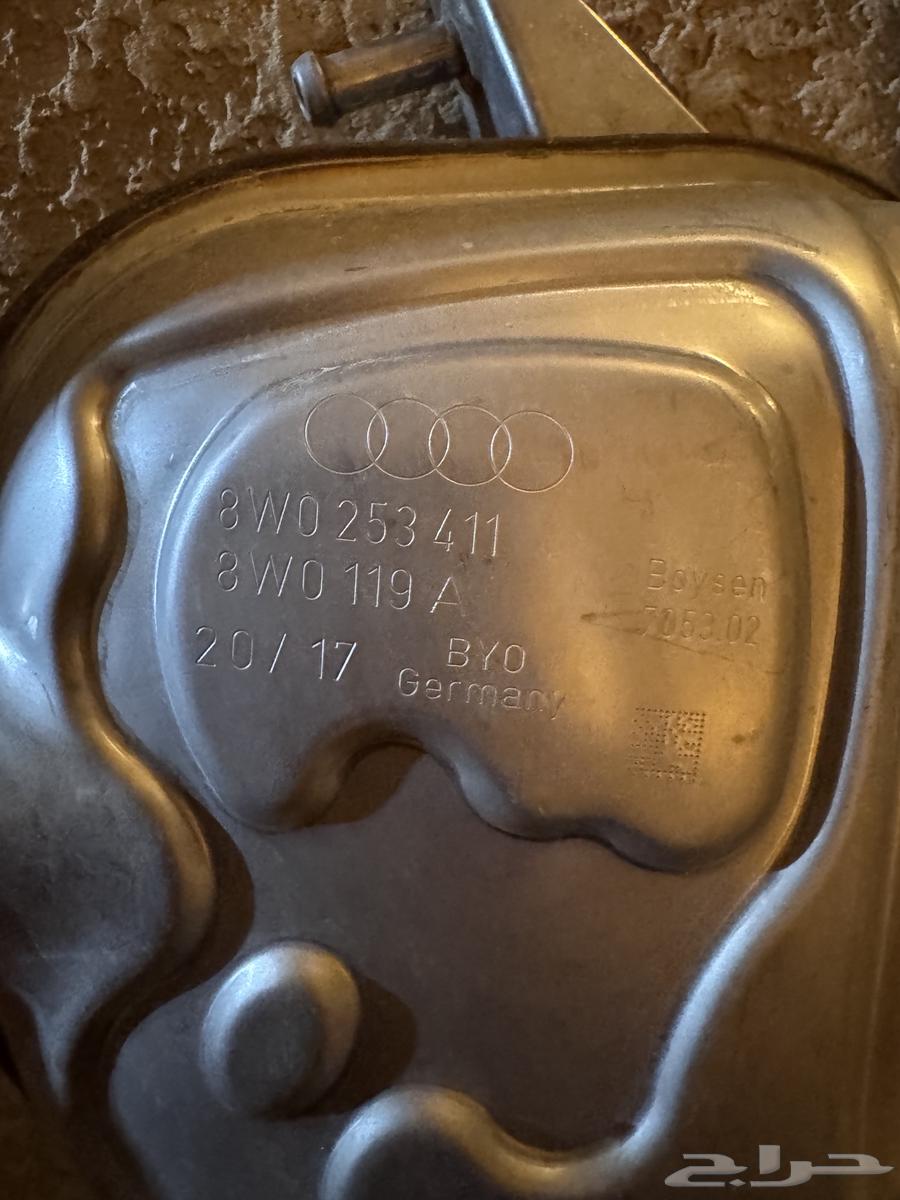 8W0 253 411
8W0 119 A
20/17
BYO
Germany
Boysen
7053.02
حراج